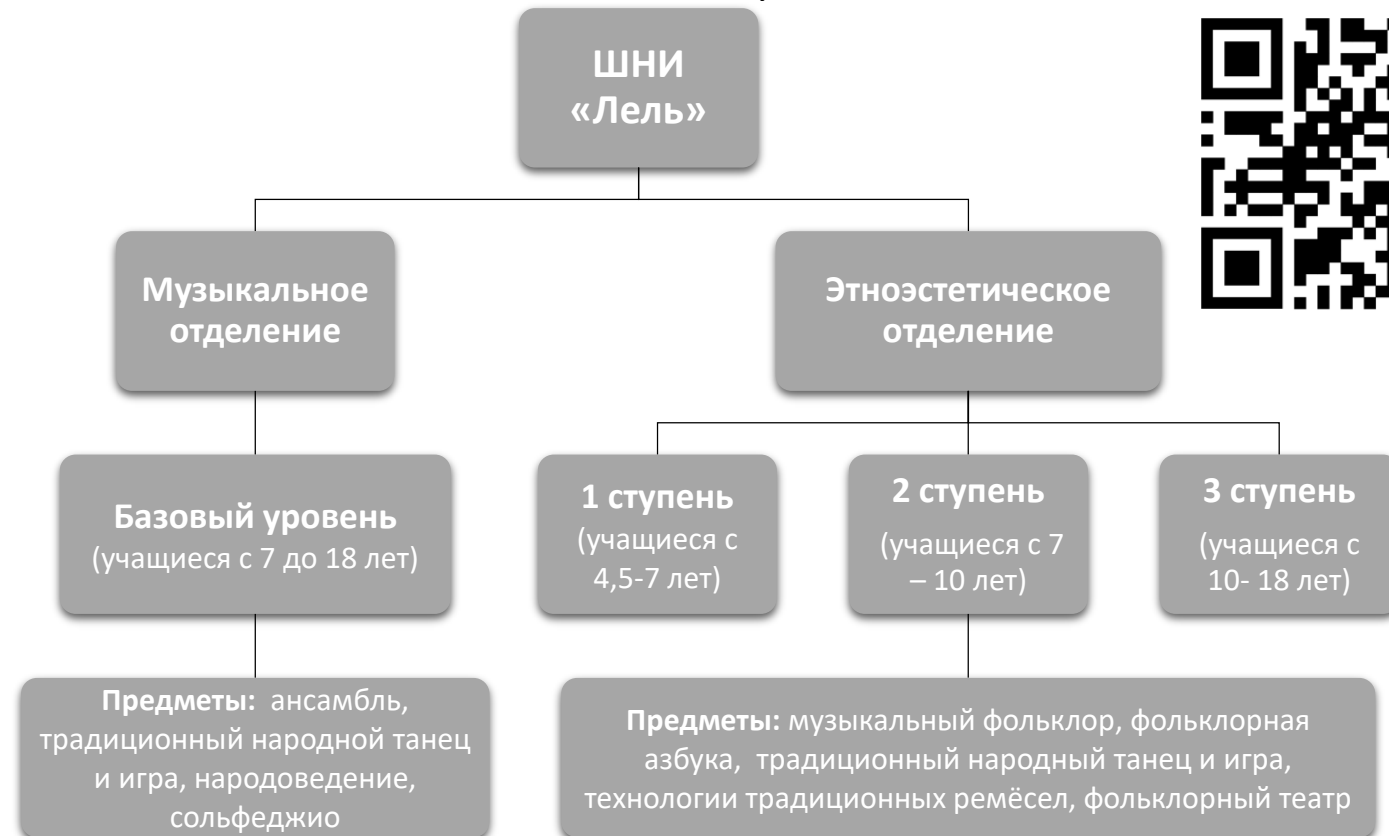 ШНИ
«Лель»
Музыкальное
отделение
Этноэстетическое
отделение
Базовый уровень
(учащиеся с 7 до 18 лет)
1 ступень
(учащиеся с
4,5-7 лет)
2 ступень
(учащиеся с 7
– 10 лет)
3 ступень
(учащиеся с
10- 18 лет)
Предметы: ансамбль,
традиционный народной танец
и игра, народоведение,
сольфеджио
Предметы: музыкальный фольклор, фольклорная
азбука, традиционный народный танец и игра,
технологии традиционных ремёсел, фольклорный театр